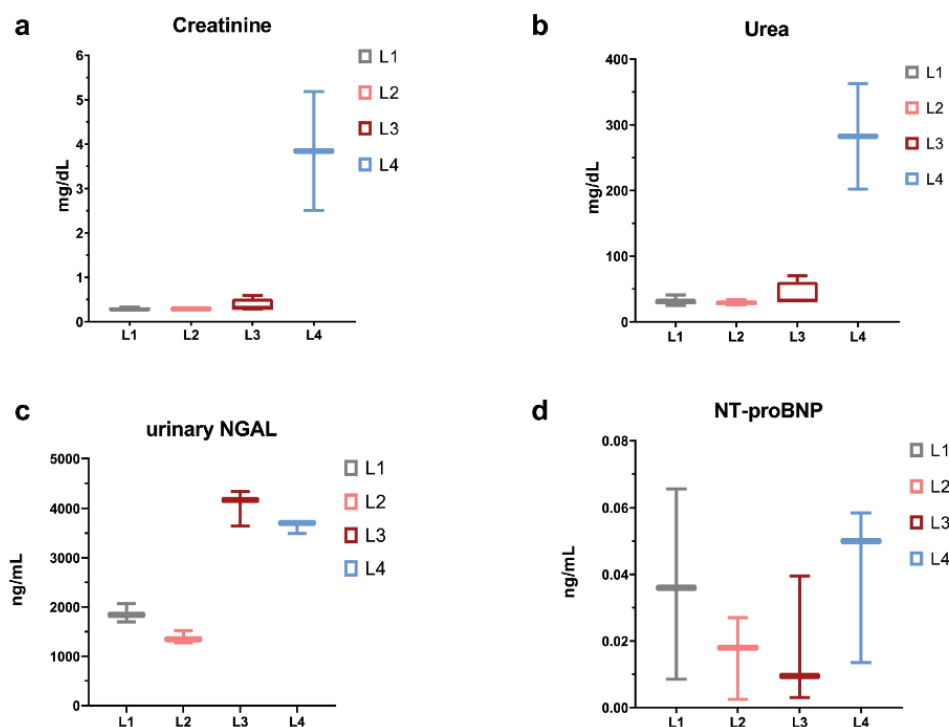 a
Creatinine
mg/dL
6
5
4
3
2
1
0
L1 L2 L3 L4
L1
L2
L3
L4
b
Urea
mg/dL
400
300
200
100
0
L1 L2 L3 L4
L1
L2
L3
L4
c
urinary NGAL
ng/mL
5000
4000
3000
2000
1000
0
L1 L2 L3 L4
L1
L2
L3
L4
d
NT-proBNP
ng/mL
0.08
0.06
0.04
0.02
0.00
L1 L2 L3 L4
L1
L2
L3
L4